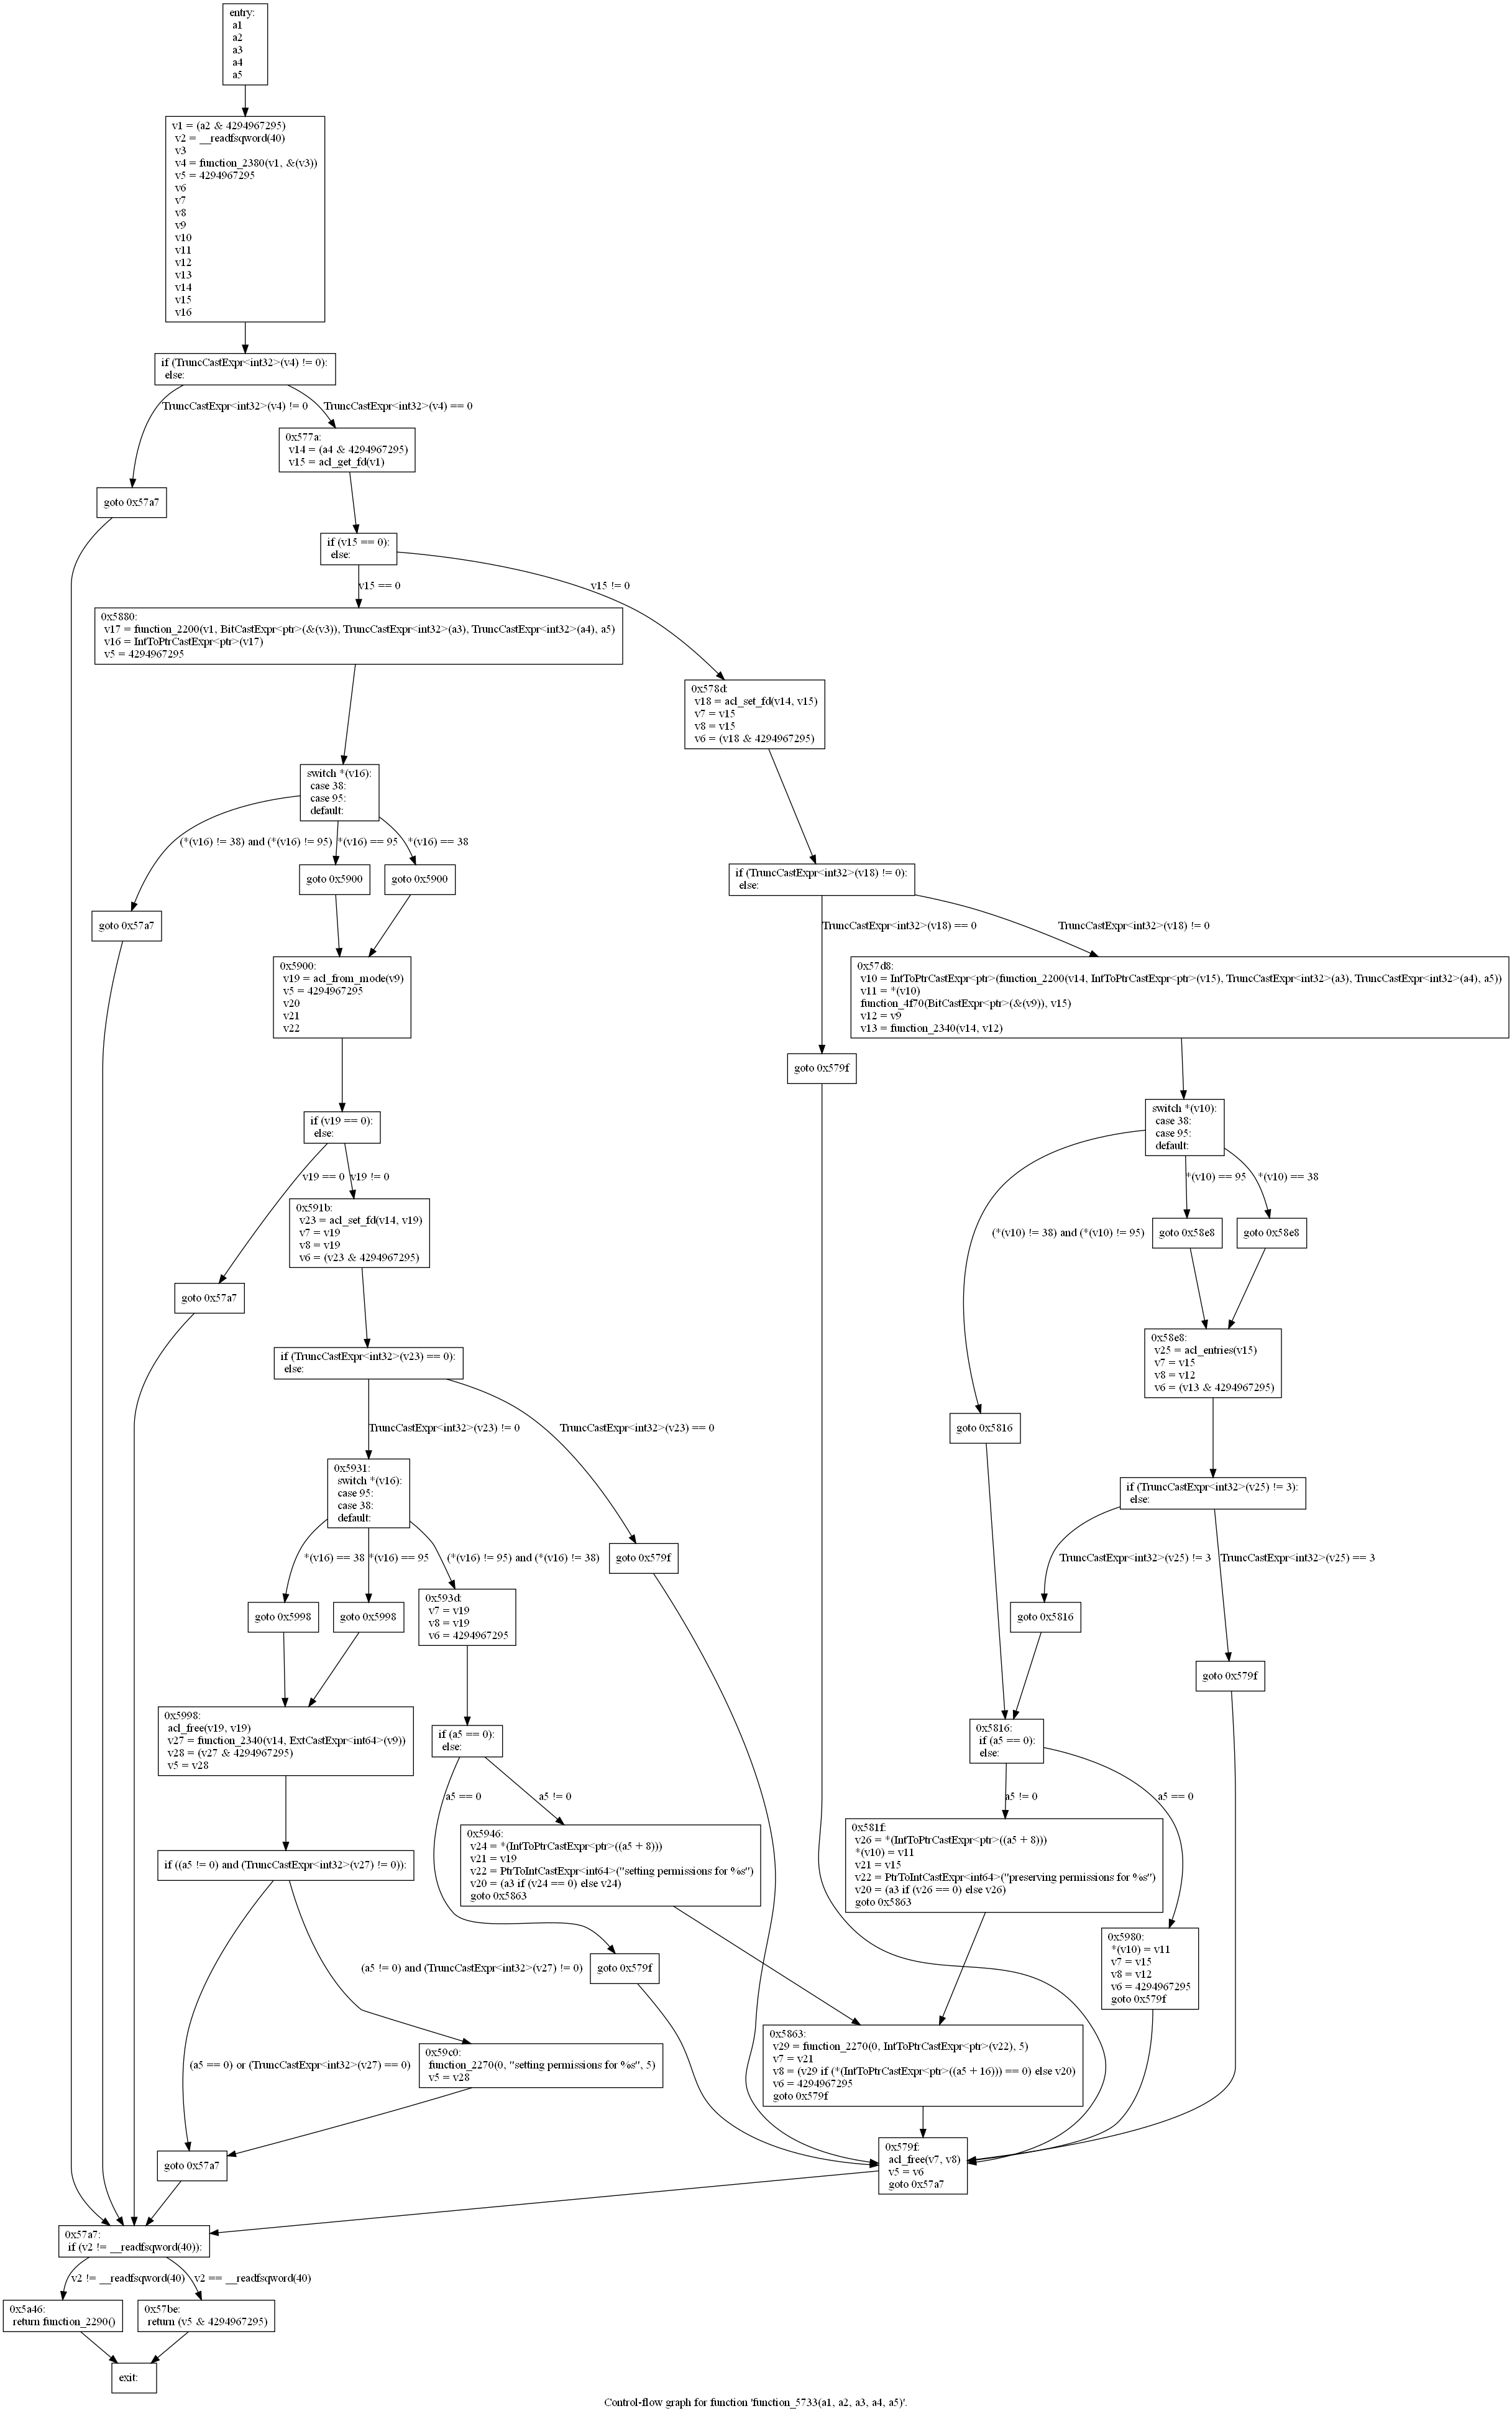 entry:
a1
a2
a3
a4
a5
v1 = (a2 & 4294967295)
v2 = __readfsqword(40)
v3
v4 = function_2380(v1, &(v3))
v5 = 4294967295
v6
v7
v8
v9
v10
v11
v12
v13
v14
v15
v16
if (TruncCastExpr<int32>(v4) != 0):
else:
TruncCastExpr<int32>(v4) != 0
TruncCastExpr<int32>(v4) == 0
0x577a:
v14 = (a4 & 4294967295)
v15 = acl_get_fd(v1)
goto 0x57a7
if (v15 == 0):
else:
v15 == 0
v15 != 0
0x5880:
v17 = function_2200(v1, BitCastExpr<ptr>(&(v3)), TruncCastExpr<int32>(a3), TruncCastExpr<int32>(a4), a5)
v16 = IntToPtrCastExpr<ptr>(v17)
v5 = 4294967295
0x578d:
v18 = acl_set_fd(v14, v15)
v7 = v15
v8 = v15
v6 = (v18 & 4294967295)
switch *(v16):
case 38:
case 95:
default:
(*(v16) != 38) and (*(v16) != 95)
*(v16) == 95
*(v16) == 38
goto 0x5900
goto 0x5900
goto 0x57a7
if (TruncCastExpr<int32>(v18) != 0):
else:
TruncCastExpr<int32>(v18) == 0
TruncCastExpr<int32>(v18) != 0
0x5900:
v19 = acl_from_mode(v9)
v5 = 4294967295
v20
v21
v22
0x57d8:
v10 = IntToPtrCastExpr<ptr>(function_2200(v14, IntToPtrCastExpr<ptr>(v15), TruncCastExpr<int32>(a3), TruncCastExpr<int32>(a4), a5))
v11 = *(v10)
function_4f70(BitCastExpr<ptr>(&(v9)), v15)
v12 = v9
v13 = function_2340(v14, v12)
goto 0x579f
if (v19 == 0):
else:
v19 == 0
v19 != 0
switch *(v10):
case 38:
case 95:
default:
(*(v10) != 38) and (*(v10) != 95)
*(v10) == 95
*(v10) == 38
0x591b:
v23 = acl_set_fd(v14, v19)
v7 = v19
v8 = v19
v6 = (v23 & 4294967295)
goto 0x58e8
goto 0x58e8
goto 0x57a7
0x58e8:
v25 = acl_entries(v15)
v7 = v15
v8 = v12
v6 = (v13 & 4294967295)
if (TruncCastExpr<int32>(v23) == 0):
else:
TruncCastExpr<int32>(v23) != 0
TruncCastExpr<int32>(v23) == 0
goto 0x5816
0x5931:
switch *(v16):
case 95:
case 38:
default:
if (TruncCastExpr<int32>(v25) != 3):
else:
*(v16) == 38
*(v16) == 95
(*(v16) != 95) and (*(v16) != 38)
goto 0x579f
TruncCastExpr<int32>(v25) != 3
TruncCastExpr<int32>(v25) == 3
goto 0x5998
goto 0x5998
0x593d:
v7 = v19
v8 = v19
v6 = 4294967295
goto 0x5816
goto 0x579f
0x5998:
acl_free(v19, v19)
v27 = function_2340(v14, ExtCastExpr<int64>(v9))
v28 = (v27 & 4294967295)
v5 = v28
if (a5 == 0):
else:
0x5816:
if (a5 == 0):
else:
a5 == 0
a5 != 0
a5 != 0
a5 == 0
if ((a5 != 0) and (TruncCastExpr<int32>(v27) != 0)):
0x5946:
v24 = *(IntToPtrCastExpr<ptr>((a5 + 8)))
v21 = v19
v22 = PtrToIntCastExpr<int64>("setting permissions for %s")
v20 = (a3 if (v24 == 0) else v24)
goto 0x5863
0x581f:
v26 = *(IntToPtrCastExpr<ptr>((a5 + 8)))
*(v10) = v11
v21 = v15
v22 = PtrToIntCastExpr<int64>("preserving permissions for %s")
v20 = (a3 if (v26 == 0) else v26)
goto 0x5863
(a5 != 0) and (TruncCastExpr<int32>(v27) != 0)
goto 0x579f
0x5980:
*(v10) = v11
v7 = v15
v8 = v12
v6 = 4294967295
goto 0x579f
(a5 == 0) or (TruncCastExpr<int32>(v27) == 0)
0x59c0:
function_2270(0, "setting permissions for %s", 5)
v5 = v28
0x5863:
v29 = function_2270(0, IntToPtrCastExpr<ptr>(v22), 5)
v7 = v21
v8 = (v29 if (*(IntToPtrCastExpr<ptr>((a5 + 16))) == 0) else v20)
v6 = 4294967295
goto 0x579f
goto 0x57a7
0x579f:
acl_free(v7, v8)
v5 = v6
goto 0x57a7
0x57a7:
if (v2 != __readfsqword(40)):
v2 != __readfsqword(40)
v2 == __readfsqword(40)
0x5a46:
return function_2290()
0x57be:
return (v5 & 4294967295)
exit:
Control-flow graph for function 'function_5733(a1, a2, a3, a4, a5)'.